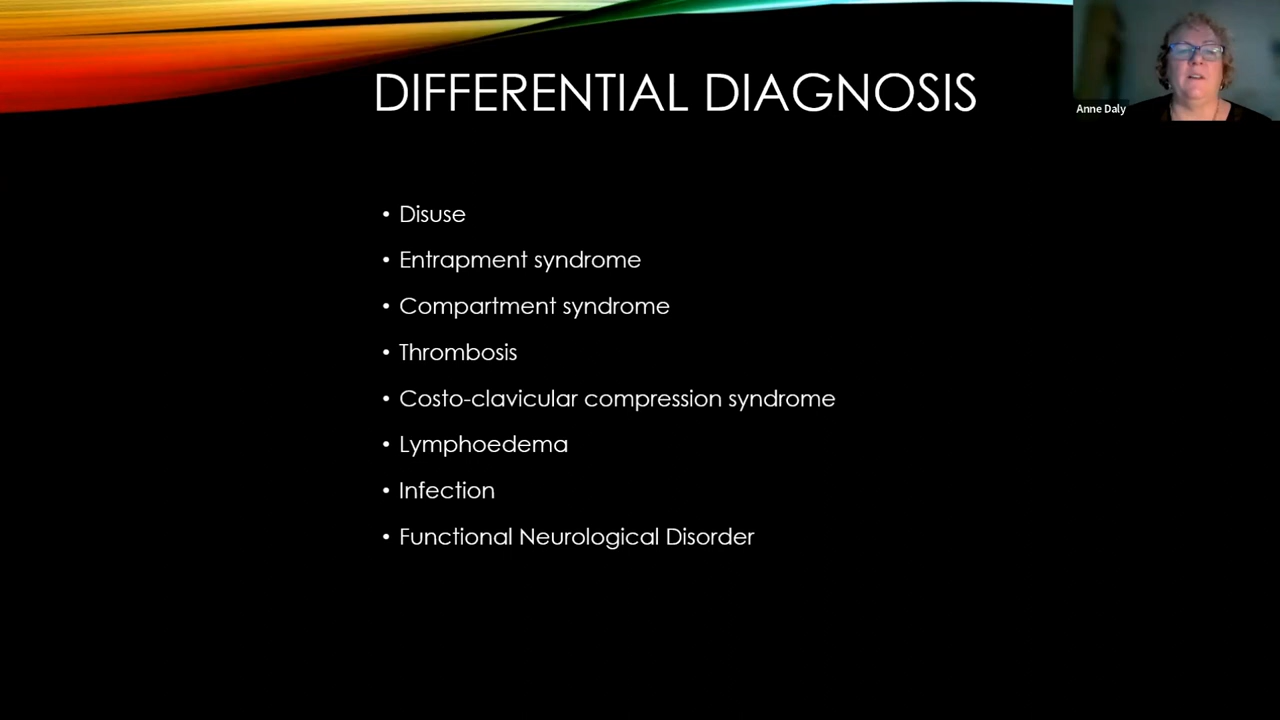 DIFFERENTIAL DIAGNOSIS
Anne Daly
• Disuse
• Entrapment syndrome
• Compartment syndrome
• Thrombosis
• Costo-clavicular compression syndrome
• Lymphoedema
• Infection
• Functional Neurological Disorder